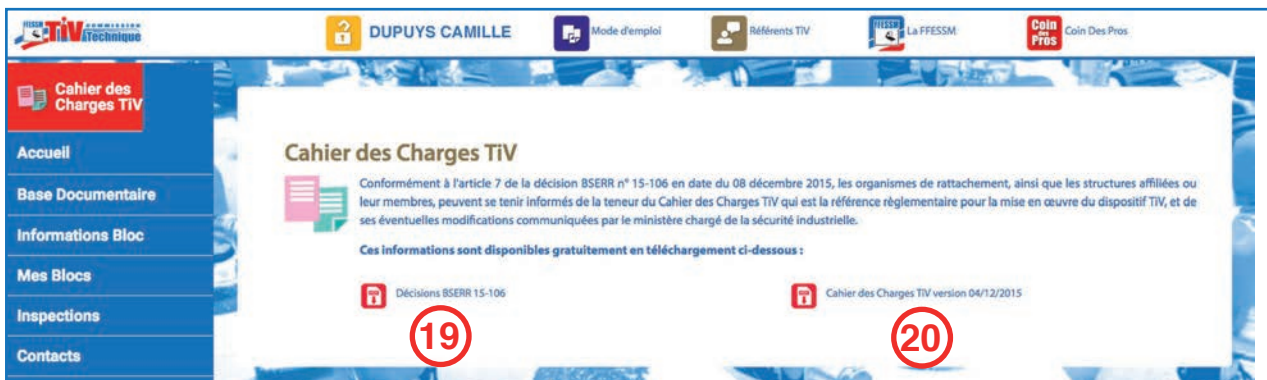 FFESSM TiV COMMISSION Technique
DUPUYS CAMILLE
Mode d'emploi
Référents TIV
FFESSM
La FFESSM
Coin des Pros
Coin Des Pros
Cahier des
Charges TiV
Accueil
Base Documentaire
Informations Bloc
Mes Blocs
Inspections
Contacts
Cahier des Charges TiV
Conformément à l'article 7 de la décision BSERR n° 15-106 en date du 08 décembre 2015, les organismes de rattachement, ainsi que les structures affiliées ou
leur membres, peuvent se tenir informés de la teneur du Cahier des Charges TiV qui est la référence règlementaire pour la mise en œuvre du dispositif TiV, et de
ses éventuelles modifications communiquées par le ministère chargé de la sécurité industrielle.
Ces informations sont disponibles gratuitement en téléchargement ci-dessous :
Décisions BSERR 15-106
Cahier des Charges TIV version 04/12/2015
19
20